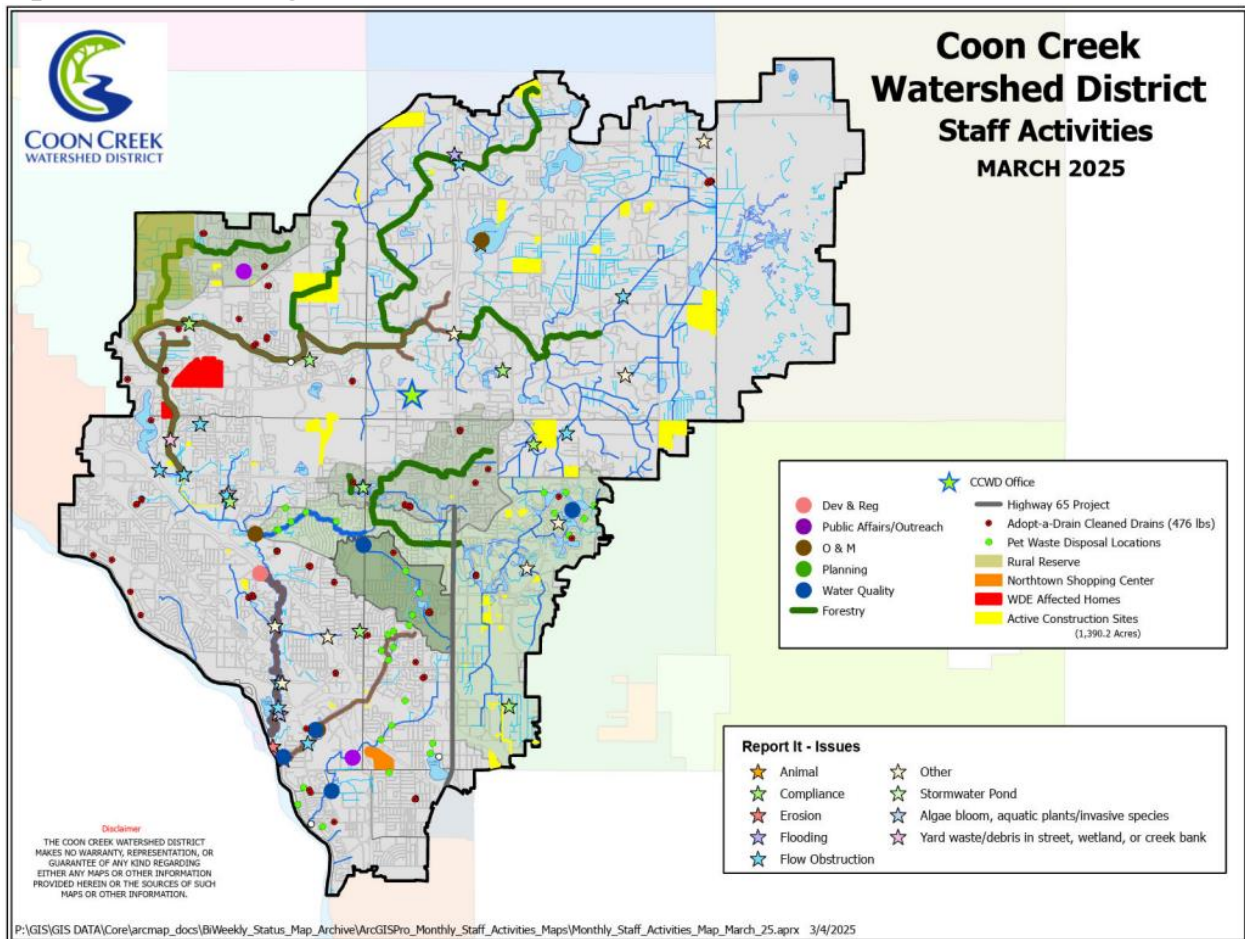 COON CREEK
WATERSHED DISTRICT
Coon Creek
Watershed District
Staff Activities
MARCH 2025
CCWD Office
Dev & Reg
Public Affairs/Outreach
O & M
Planning
Water Quality
Forestry
Highway 65 Project
Adopt-a-Drain Cleaned Drains (476 lbs)
Pet Waste Disposal Locations
Rural Reserve
Northtown Shopping Center
WDE Affected Homes
Active Construction Sites
(1,390.2 Acres)
Report It - Issues
Animal
Compliance
Erosion
Flooding
Flow Obstruction
Other
Stormwater Pond
Algae bloom, aquatic plants/invasive species
Yard waste/debris in street, wetland, or creek bank
Disclaimer
THE COON CREEK WATERSHED DISTRICT
MAKES NO WARRANTY, REPRESENTATION, OR
GUARANTEE OF ANY KIND REGARDING
EITHER ANY MAPS OR OTHER INFORMATION
PROVIDED HEREIN OR THE SOURCES OF SUCH
MAPS OR OTHER INFORMATION.
P:\GIS\GIS DATA\Core\arcmap_docs\BiWeekly_Status_Map_Archive\ArcGISPro_Monthly_Staff_Activities_Maps\Monthly_Staff_Activities_Map_March_25.aprx 3/4/2025